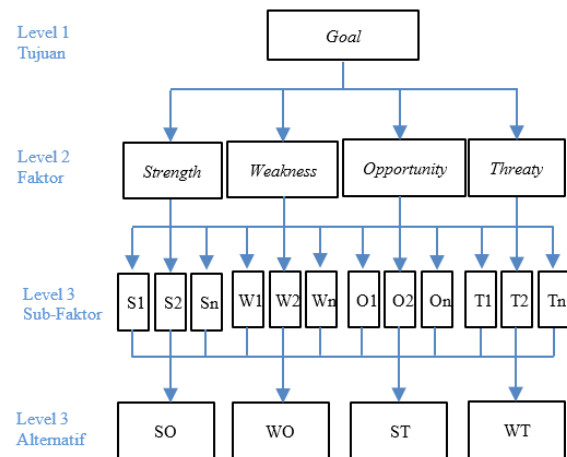 Level 1
Tujuan
Goal
Level 2
Faktor
Strength
Weakness
Opportunity
Threaty
Level 3
Sub-Faktor
S1
S2
Sn
W1
W2
Wn
O1
O2
On
T1
T2
Tn
Level 3
Alternatif
SO
WO
ST
WT